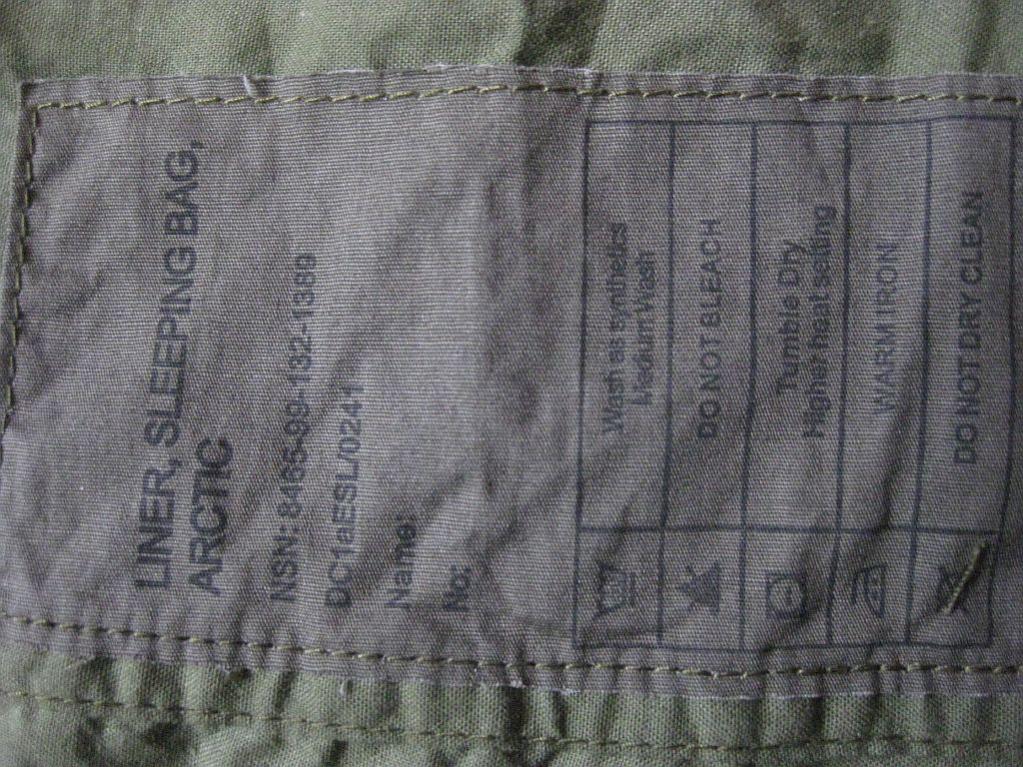 LINER, SLEEPING BAG,
ARCTIC
NSN: 8465-99-132-1389
DC1aESL/0241
Name:
No:
Wash as synthetics
Medium Wash
DO NOT BLEACH
Tumble Dry
Higher heat setting
WARM IRON
DO NOT DRY CLEAN